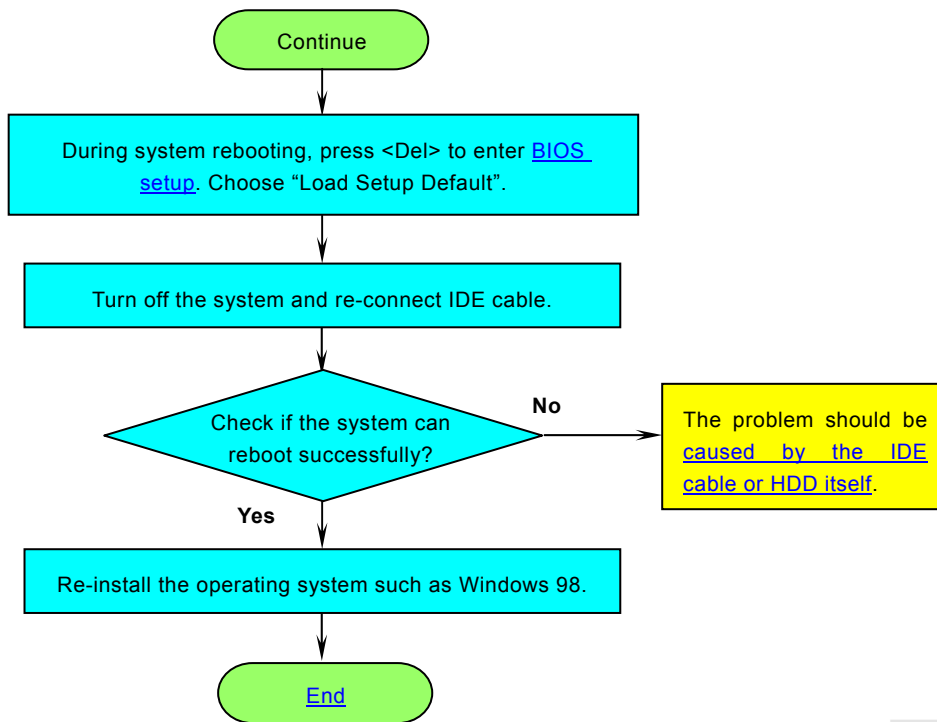 Continue
During system rebooting, press <Del> to enter BIOS
setup. Choose “Load Setup Default”.
Turn off the system and re-connect IDE cable.
Check if the system can
reboot successfully?
No
The problem should be
caused by the IDE
cable or HDD itself.
Yes
Re-install the operating system such as Windows 98.
End